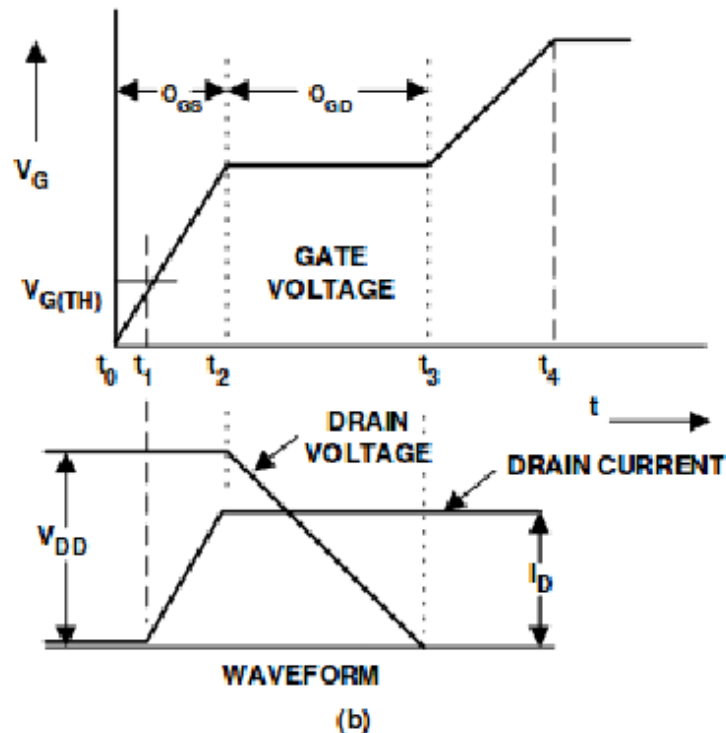 Q_GS
Q_GD
V_G
GATE
VOLTAGE
V_G(TH)
t_0 t_1 t_2 t_3 t_4
t
DRAIN
VOLTAGE
DRAIN CURRENT
V_DD
I_D
WAVEFORM
(b)